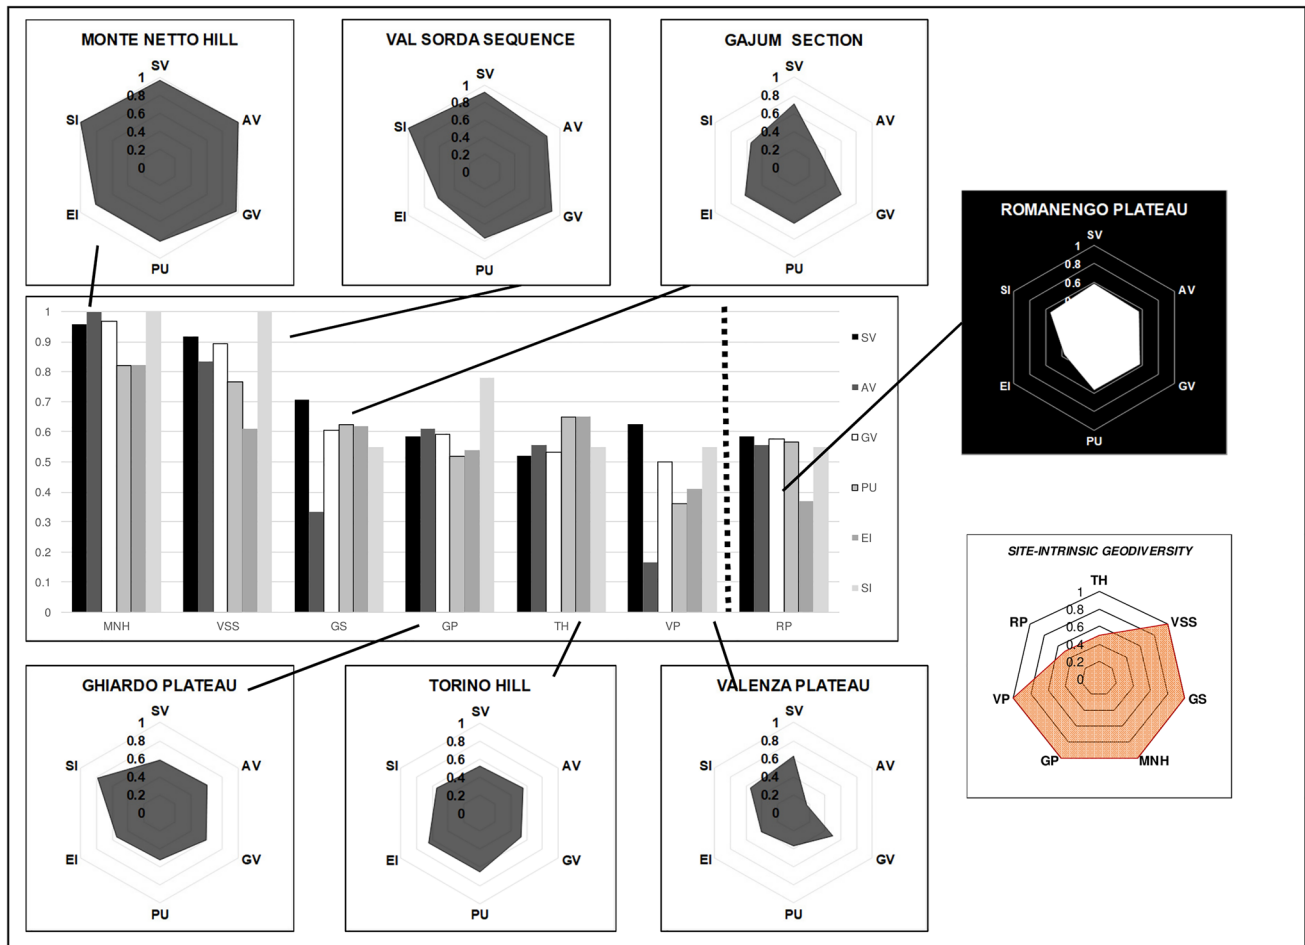 MONTE NETTO HILL
SV
1
0.8
0.6
0.4
0.2
0
AV
GV
PU
EI
SI
VAL SORDA SEQUENCE
SV
1
0.8
0.6
0.4
0.2
0
AV
GV
PU
EI
SI
GAJUM SECTION
SV
1
0.8
0.6
0.4
0.2
0
AV
GV
PU
EI
SI
ROMANENGO PLATEAU
SV
1
0.8
0.6
AV
GV
PU
EI
SI
1
0.9
0.8
0.7
0.6
0.5
0.4
0.3
0.2
0.1
0
MNH VSS GS GP TH VP RP
SV
AV
GV
PU
EI
SI
SITE-INTRINSIC GEODIVERSITY
TH
1
0.8
0.6
0.4
0.2
0
VSS
GS
MNH
GP
VP
RP
GHIARDO PLATEAU
SV
1
0.8
0.6
0.4
0.2
0
AV
GV
PU
EI
SI
TORINO HILL
SV
1
0.8
0.6
0.4
0.2
0
AV
GV
PU
EI
SI
VALENZA PLATEAU
SV
1
0.8
0.6
0.4
0.2
0
AV
GV
PU
EI
SI